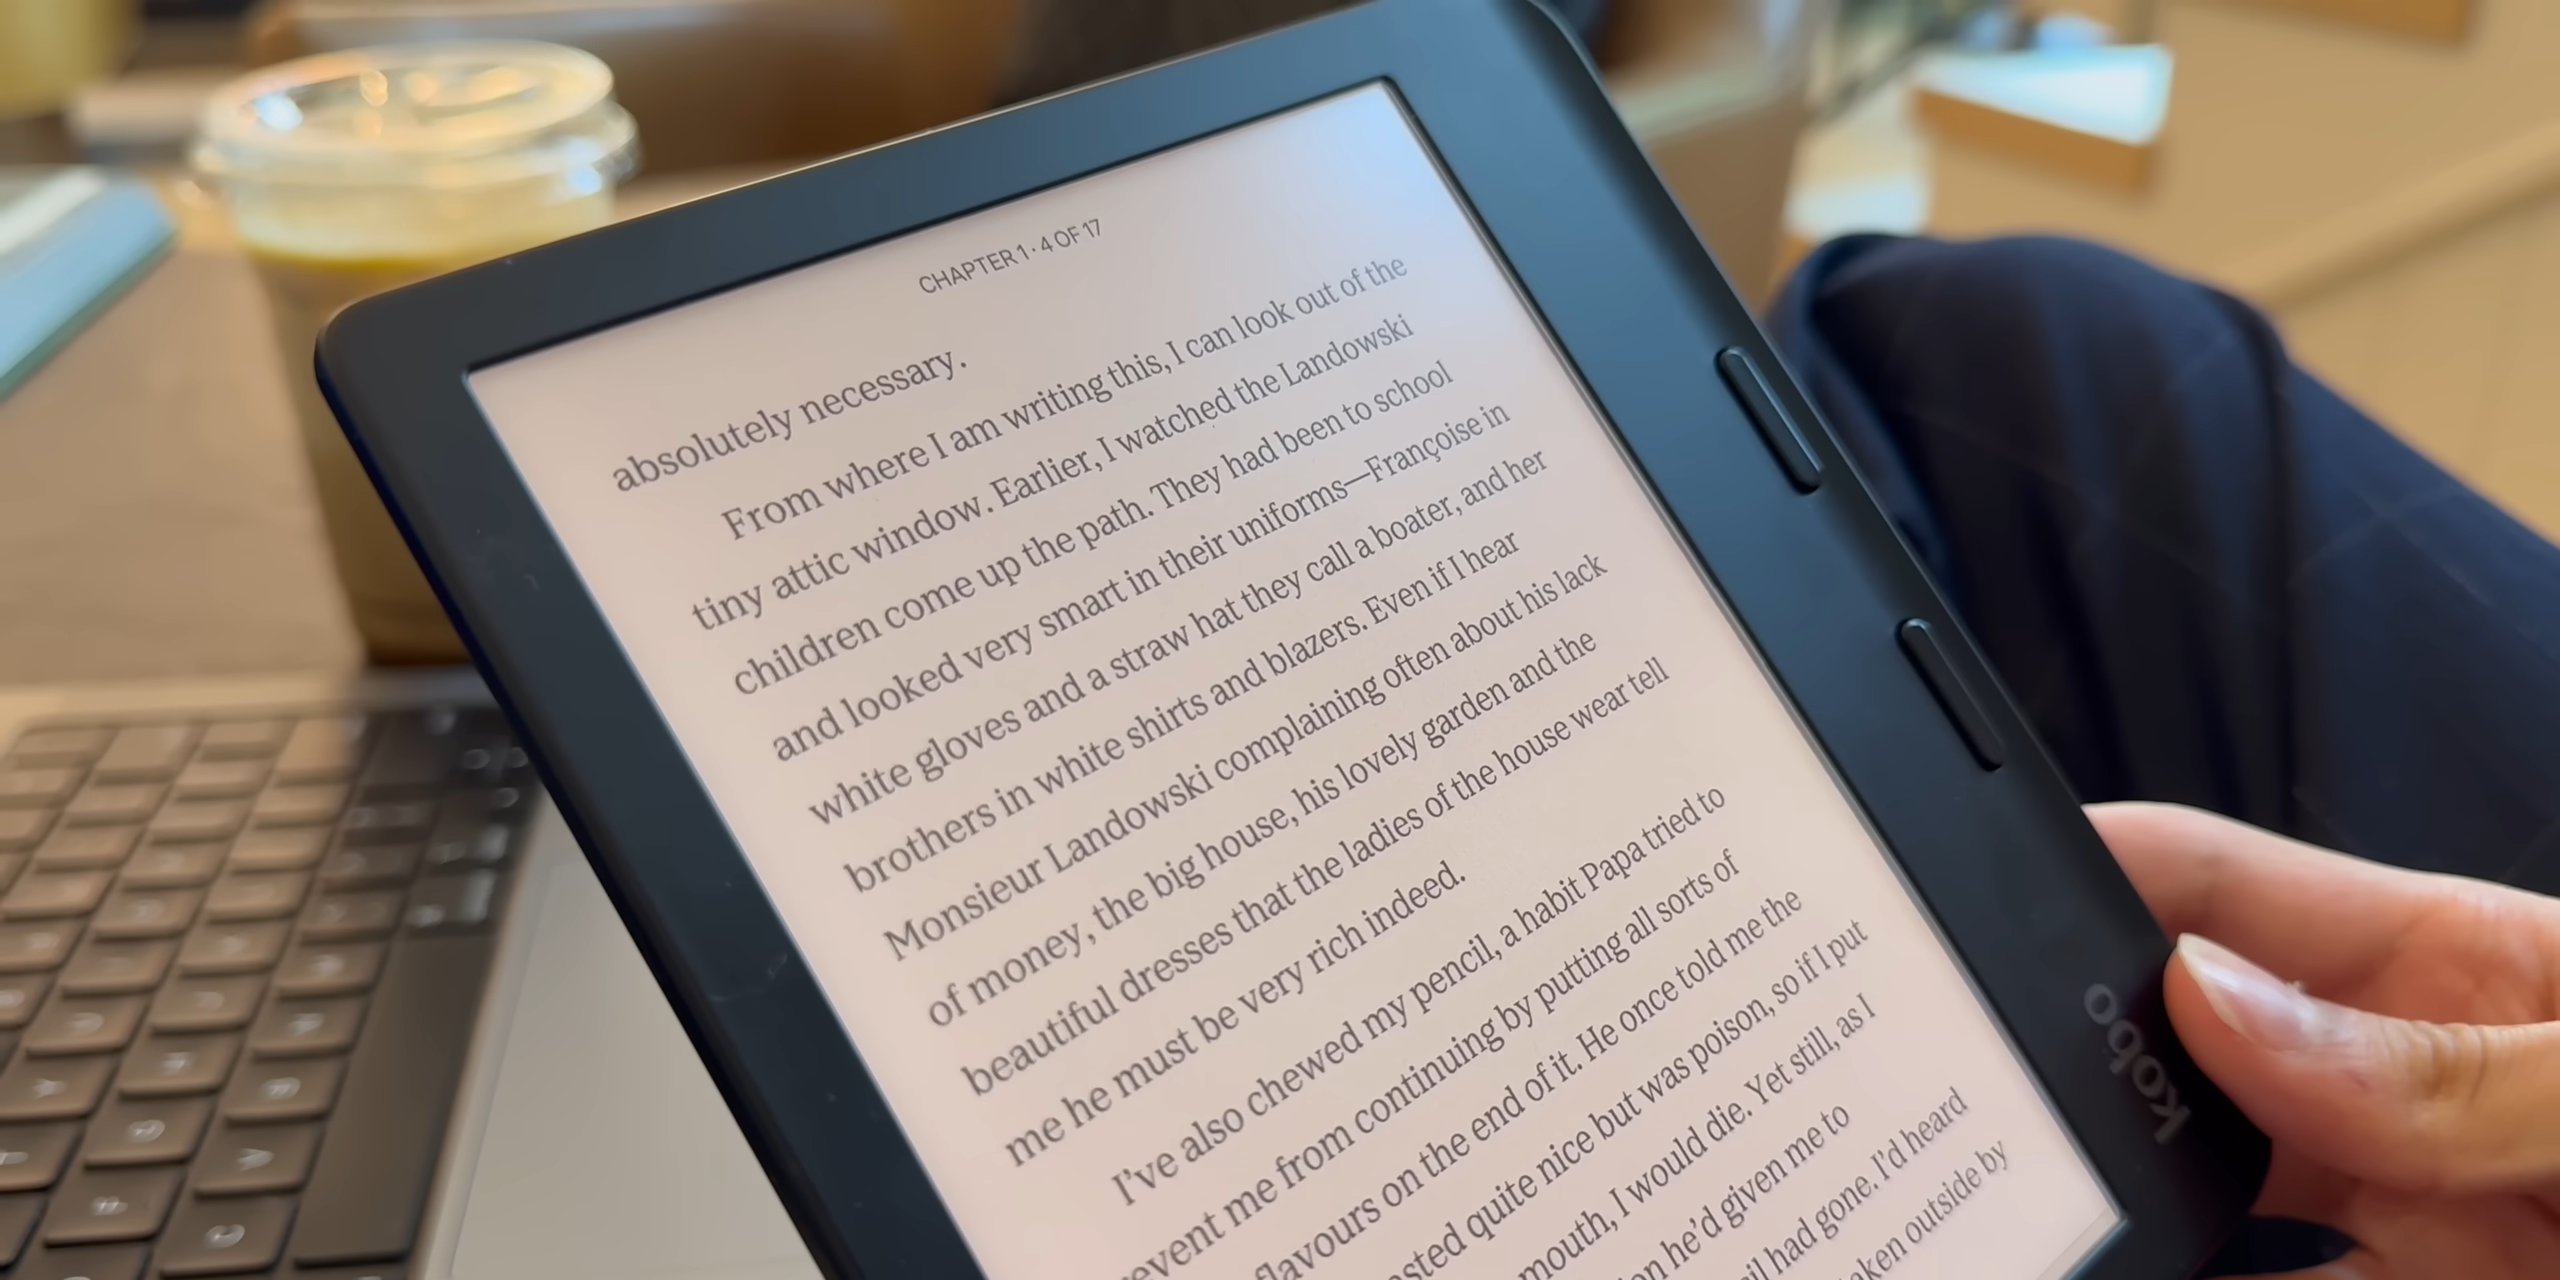 CHAPTER 1 · 4 OF 17
absolutely necessary.
From where I am writing this, I can look out of the
tiny attic window. Earlier, I watched the Landowski
children come up the path. They had been to school
and looked very smart in their uniforms—Françoise in
white gloves and a straw hat they call a boater, and her
brothers in white shirts and blazers. Even if I hear
Monsieur Landowski complaining often about his lack
of money, the big house, his lovely garden and the
beautiful dresses that the ladies of the house wear tell
me he must be very rich indeed.
I’ve also chewed my pencil, a habit Papa tried to
me from continuing by putting all sorts of
flavours on the end of it. He once told me the
quite nice but was poison, so if I put
mouth, I would die. Yet still, as I
he’d given me to
had gone. I’d heard
outside by
kobo